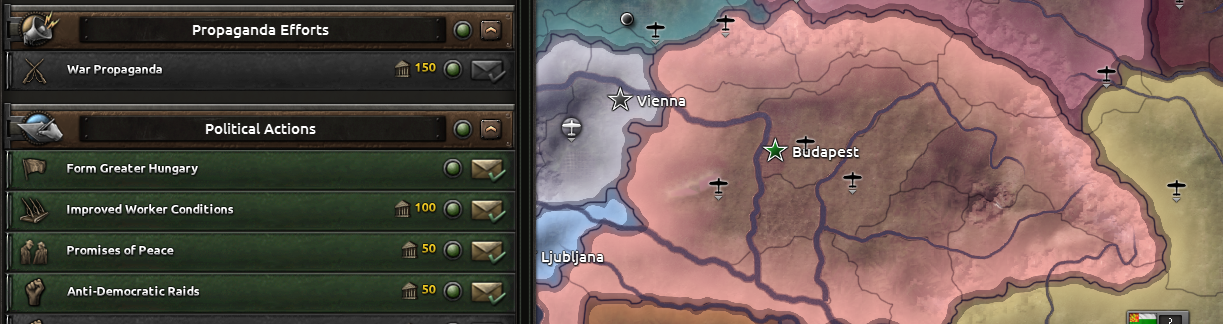 Propaganda Efforts
War Propaganda 150
Political Actions
Form Greater Hungary
Improved Worker Conditions 100
Promises of Peace 50
Anti-Democratic Raids 50
Vienna
Budapest
Ljubljana
?